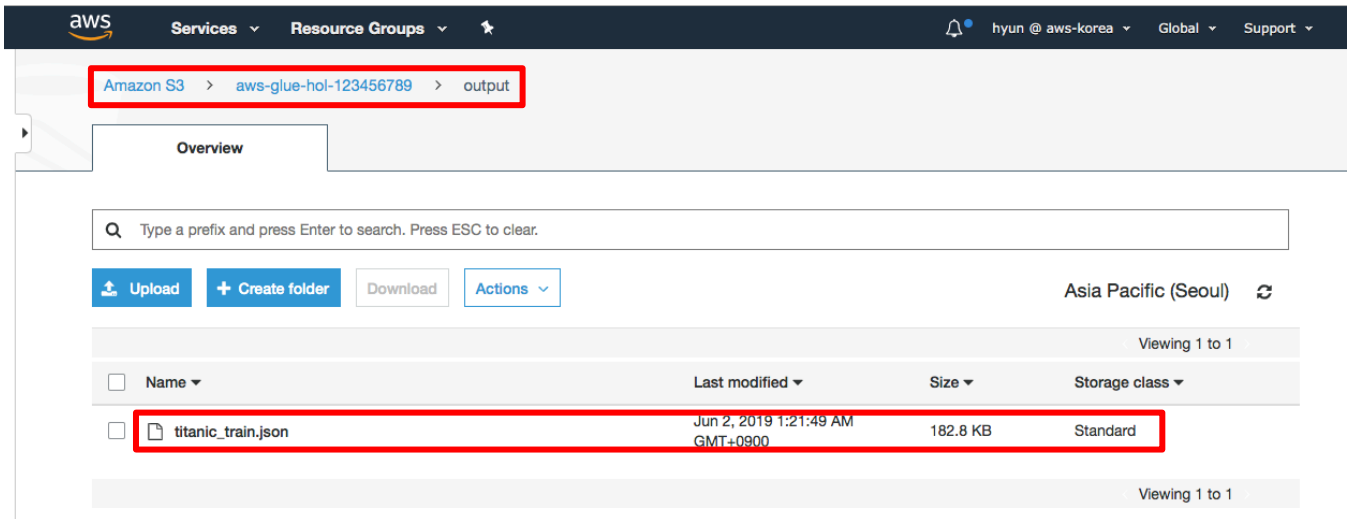 aws Services Resource Groups hyun @ aws-korea Global Support
Amazon S3 > aws-glue-hol-123456789 > output
Overview
Type a prefix and press Enter to search. Press ESC to clear.
Upload + Create folder Download Actions
Asia Pacific (Seoul)
Viewing 1 to 1
Name Last modified Size Storage class
titanic_train.json Jun 2, 2019 1:21:49 AM GMT+0900 182.8 KB Standard
Viewing 1 to 1